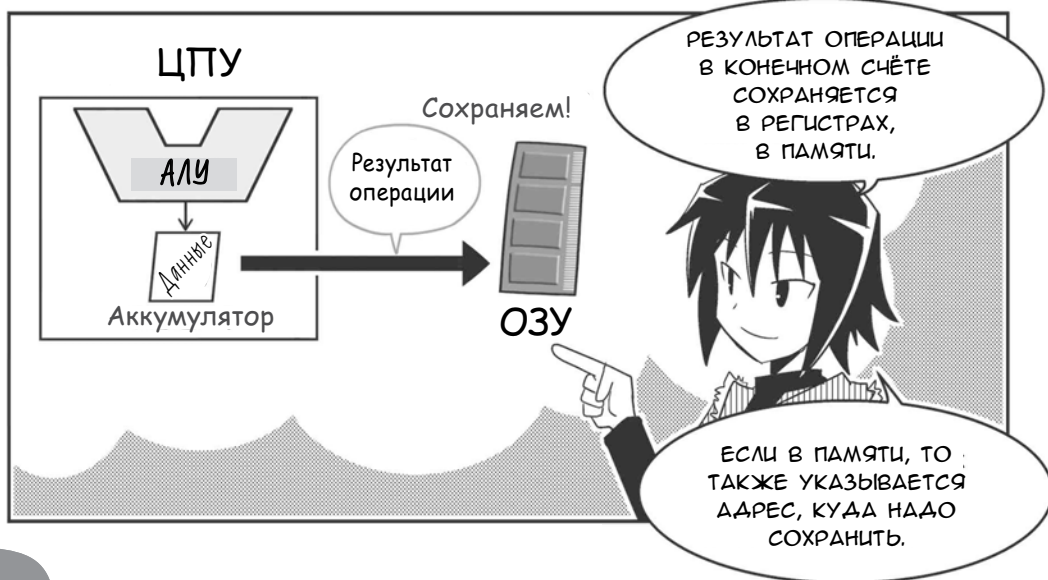 ЦПУ
АЛУ
Данные
Аккумулятор
Результат
операции
Сохраняем!
ОЗУ
РЕЗУЛЬТАТ ОПЕРАЦИИ
В КОНЕЧНОМ СЧЁТЕ
СОХРАНЯЕТСЯ
В РЕГИСТРАХ,
В ПАМЯТИ.
ЕСЛИ В ПАМЯТИ, ТО
ТАКЖЕ УКАЗЫВАЕТСЯ
АДРЕС, КУДА НАДО
СОХРАНИТЬ.